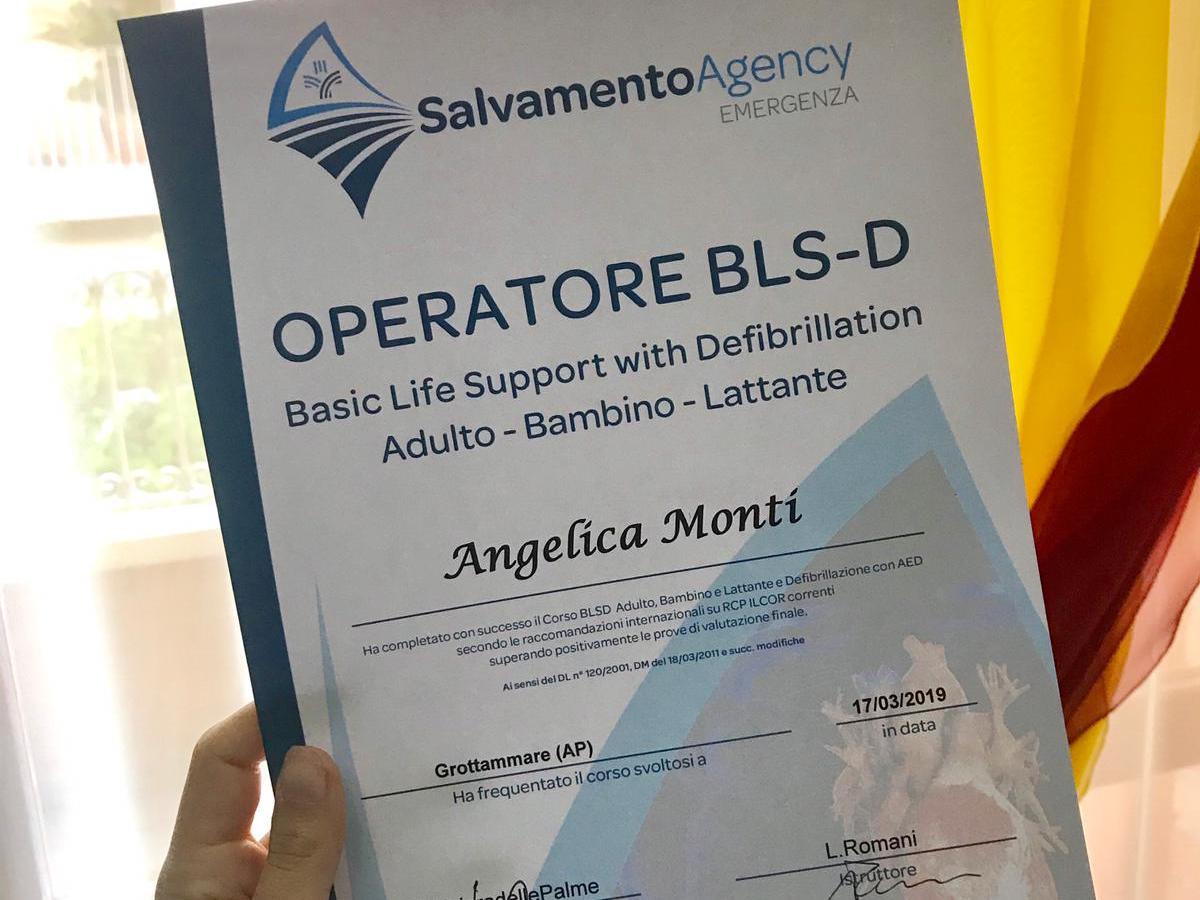 SalvamentoAgency
EMERGENZA
OPERATORE BLS-D
Basic Life Support with Defibrillation
Adulto - Bambino - Lattante
Angelica Monti
Ha completato con successo il Corso BLSD Adulto, Bambino e Lattante e Defibrillazione con AED
secondo le raccomandazioni internazionali su RCP ILCOR correnti
superando positivamente le prove di valutazione finale.
Ai sensi del DL n° 120/2001, DM del 18/03/2011 e succ. modifiche
17/03/2019
in data
Grottammare (AP)
Ha frequentato il corso svoltosi a
L.Romani
Istruttore
Palme